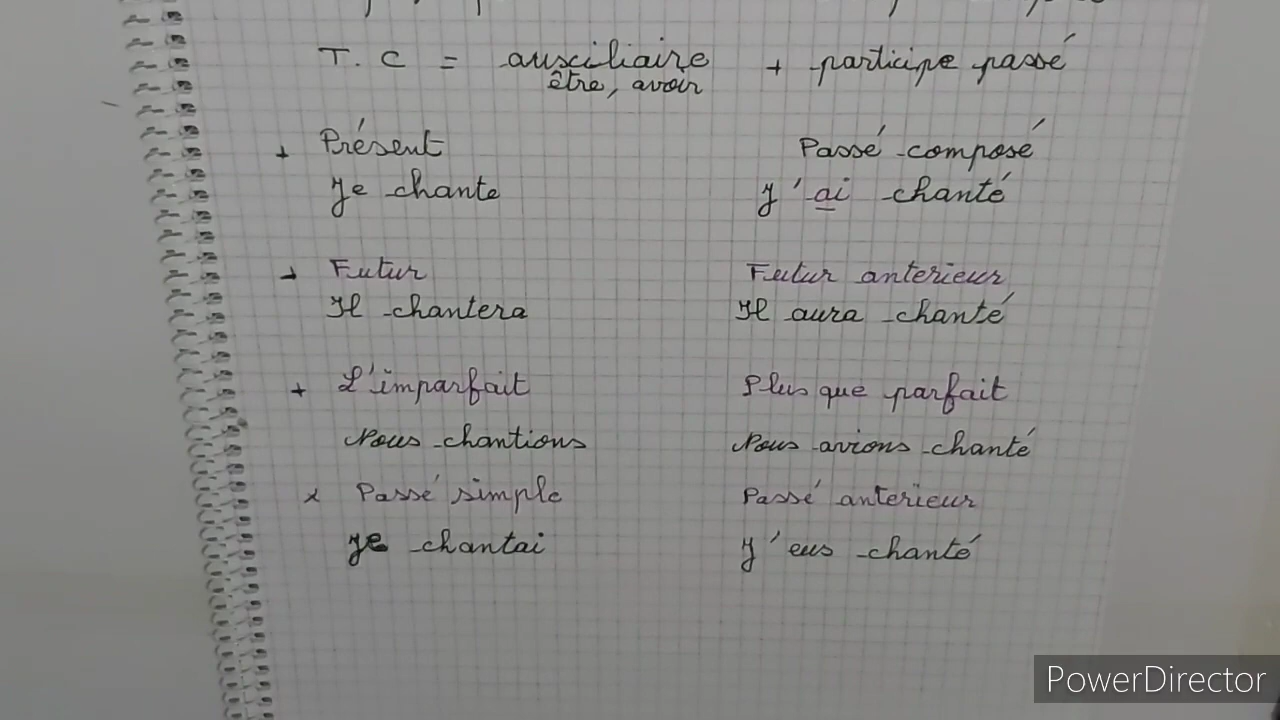 T. C = auxiliaire + participe passé
être, avoir
+ Présent Passé composé
Je chante J'ai chanté
→ Futur Futur anterieur
Il chantera Il aura chanté
+ L'imparfait Plus que parfait
Nous chantions Nous avions chanté
x Passé simple Passé anterieur
Je chantai J'eus chanté
PowerDirector